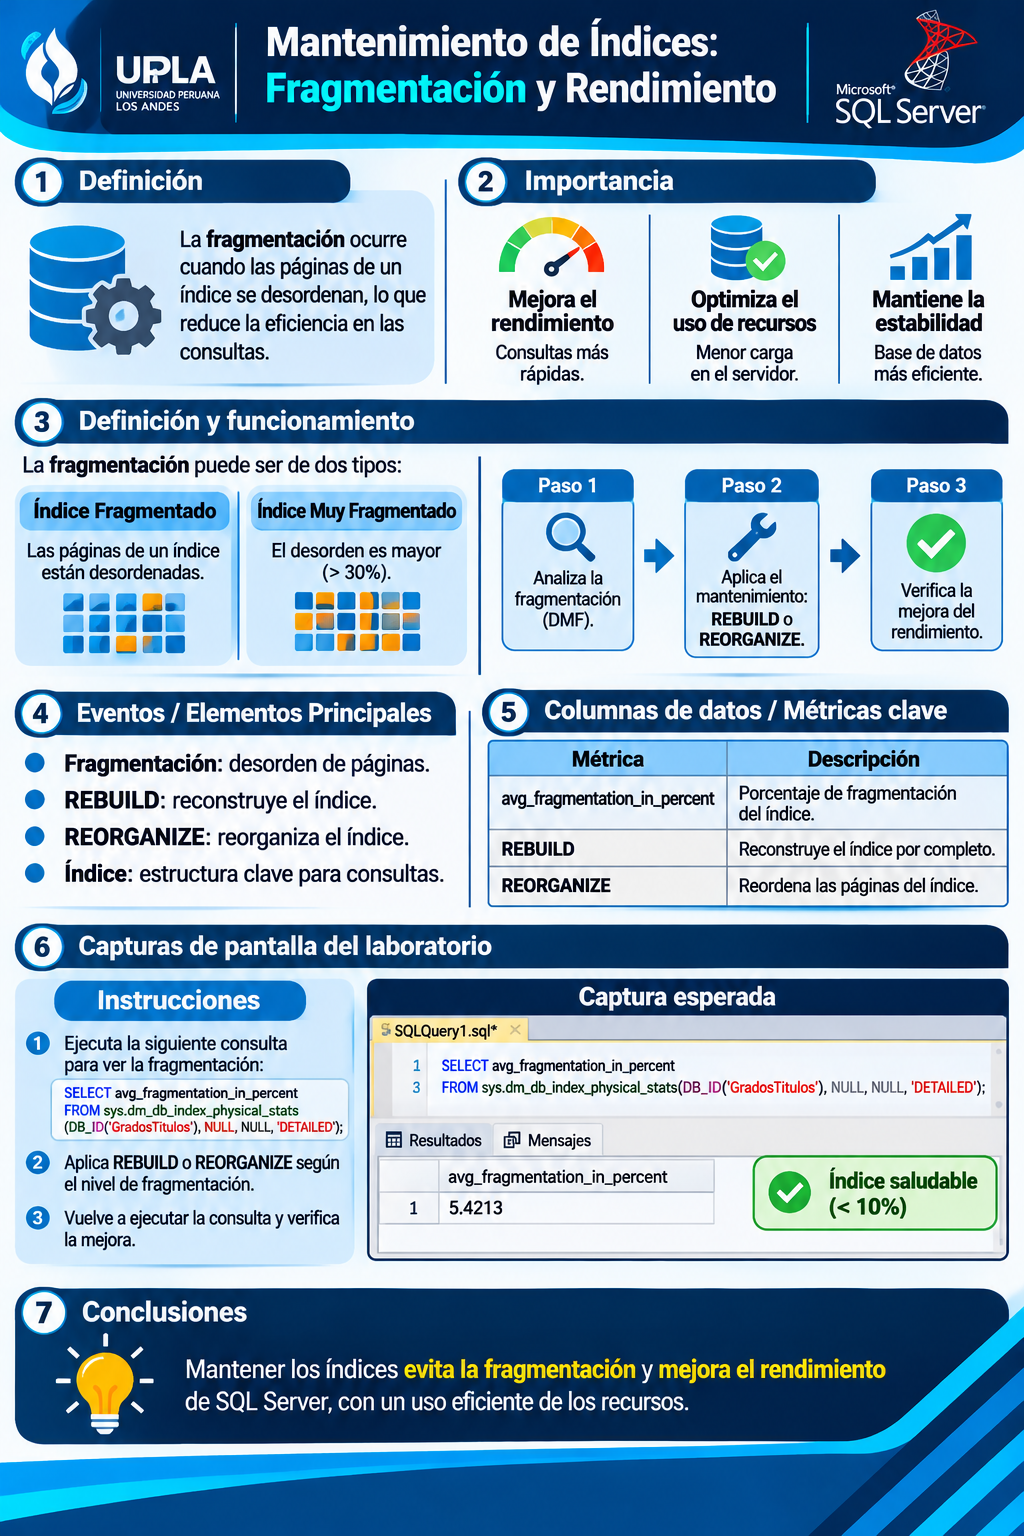 UPLA
UNIVERSIDAD PERUANA
LOS ANDES
Mantenimiento de Índices:
Fragmentación y Rendimiento
Microsoft®
SQL Server®
1 Definición
La fragmentación ocurre
cuando las páginas de un
índice se desordenan, lo que
reduce la eficiencia en las
consultas.
2 Importancia
Mejora el
rendimiento
Consultas más
rápidas.
Optimiza el
uso de recursos
Menor carga
en el servidor.
Mantiene la
estabilidad
Base de datos
más eficiente.
3 Definición y funcionamiento
La fragmentación puede ser de dos tipos:
Índice Fragmentado
Las páginas de un índice
están desordenadas.
Índice Muy Fragmentado
El desorden es mayor
(> 30%).
Paso 1
Analiza la
fragmentación
(DMF).
Paso 2
Aplica el
mantenimiento:
REBUILD o
REORGANIZE.
Paso 3
Verifica la
mejora del
rendimiento.
4 Eventos / Elementos Principales
Fragmentación: desorden de páginas.
REBUILD: reconstruye el índice.
REORGANIZE: reorganiza el índice.
Índice: estructura clave para consultas.
5 Columnas de datos / Métricas clave
Métrica Descripción
avg_fragmentation_in_percent Porcentaje de fragmentación
del índice.
REBUILD Reconstruye el índice por completo.
REORGANIZE Reordena las páginas del índice.
6 Capturas de pantalla del laboratorio
Instrucciones
1 Ejecuta la siguiente consulta
para ver la fragmentación:
SELECT avg_fragmentation_in_percent
FROM sys.dm_db_index_physical_stats
(DB_ID('GradosTitulos'), NULL, NULL, 'DETAILED');
2 Aplica REBUILD o REORGANIZE según
el nivel de fragmentación.
3 Vuelve a ejecutar la consulta y verifica
la mejora.
Captura esperada
SQLQuery1.sql* ×
1 SELECT avg_fragmentation_in_percent
3 FROM sys.dm_db_index_physical_stats(DB_ID('GradosTitulos'), NULL, NULL, 'DETAILED');
Resultados Mensajes
avg_fragmentation_in_percent
1 5.4213
Índice saludable
(< 10%)
7 Conclusiones
Mantener los índices evita la fragmentación y mejora el rendimiento
de SQL Server, con un uso eficiente de los recursos.